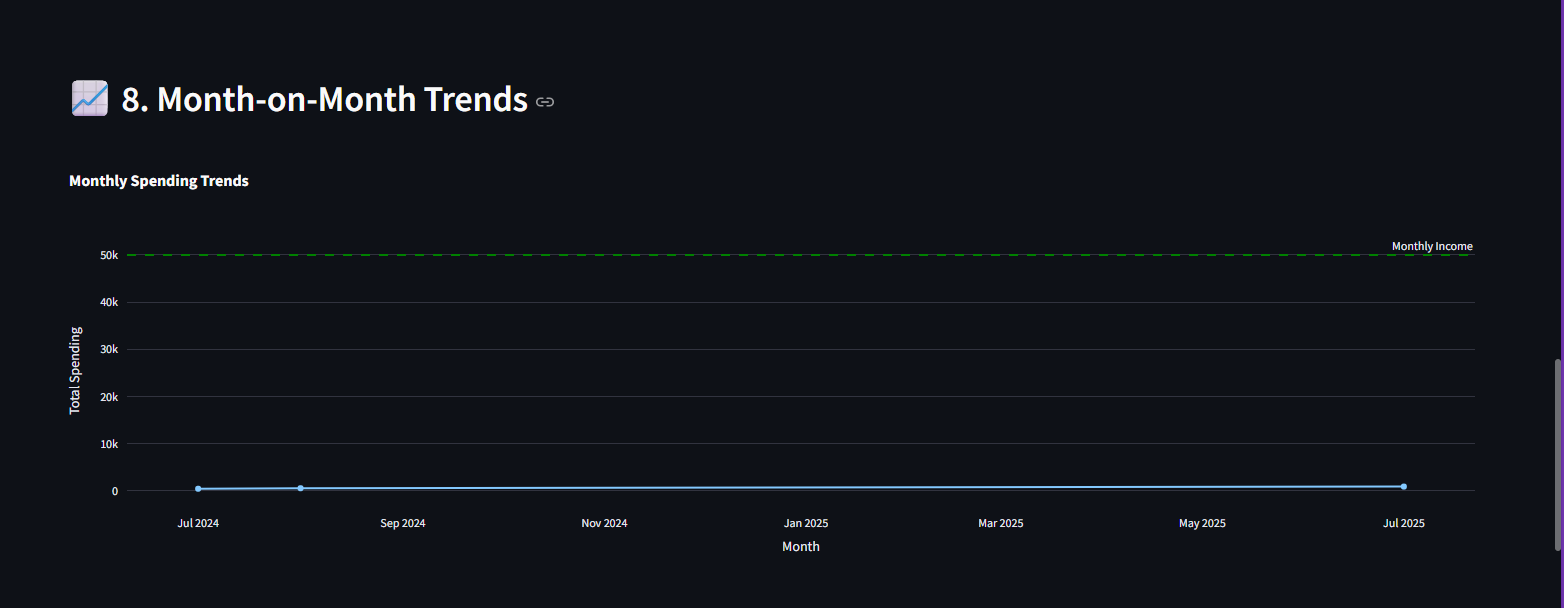 8. Month-on-Month Trends
Monthly Spending Trends
Monthly Income
50k
40k
30k
20k
10k
0
Total Spending
Jul 2024 Sep 2024 Nov 2024 Jan 2025 Mar 2025 May 2025 Jul 2025
Month